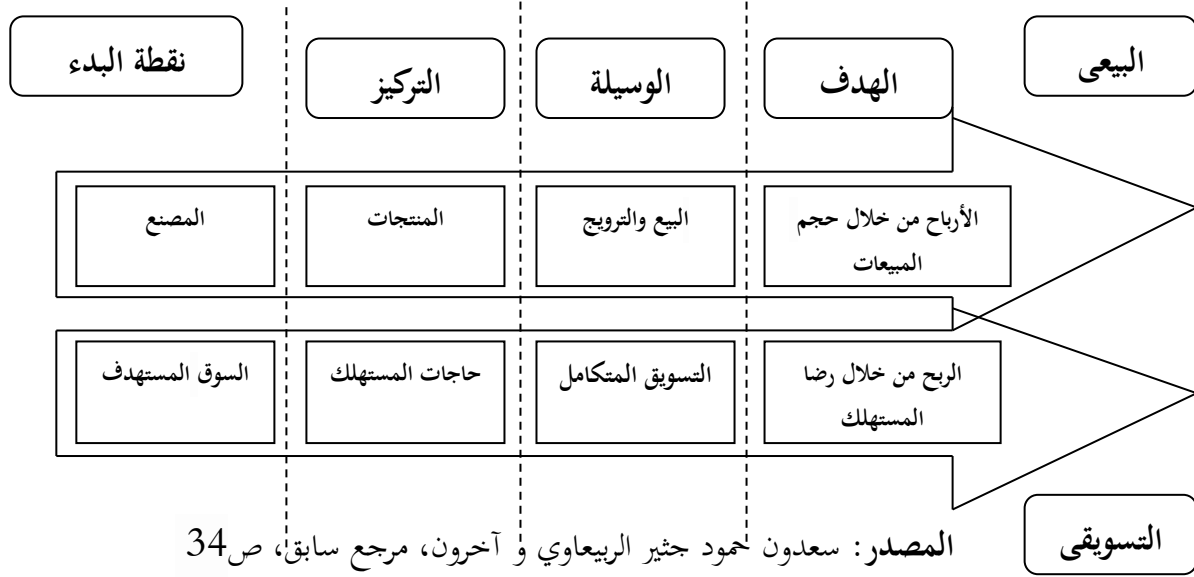 البيعى
الهدف
الوسيلة
التركيز
نقطة البدء
الأرباح من خلال حجم
المبيعات
البيع والترويج
المنتجات
المصنع
الربح من خلال رضا
المستهلك
التسويق المتكامل
حاجات المستهلك
السوق المستهدف
التسويقى
المصدر: سعدون حمود جثير الربيعاوي و آخرون، مرجع سابق، ص34